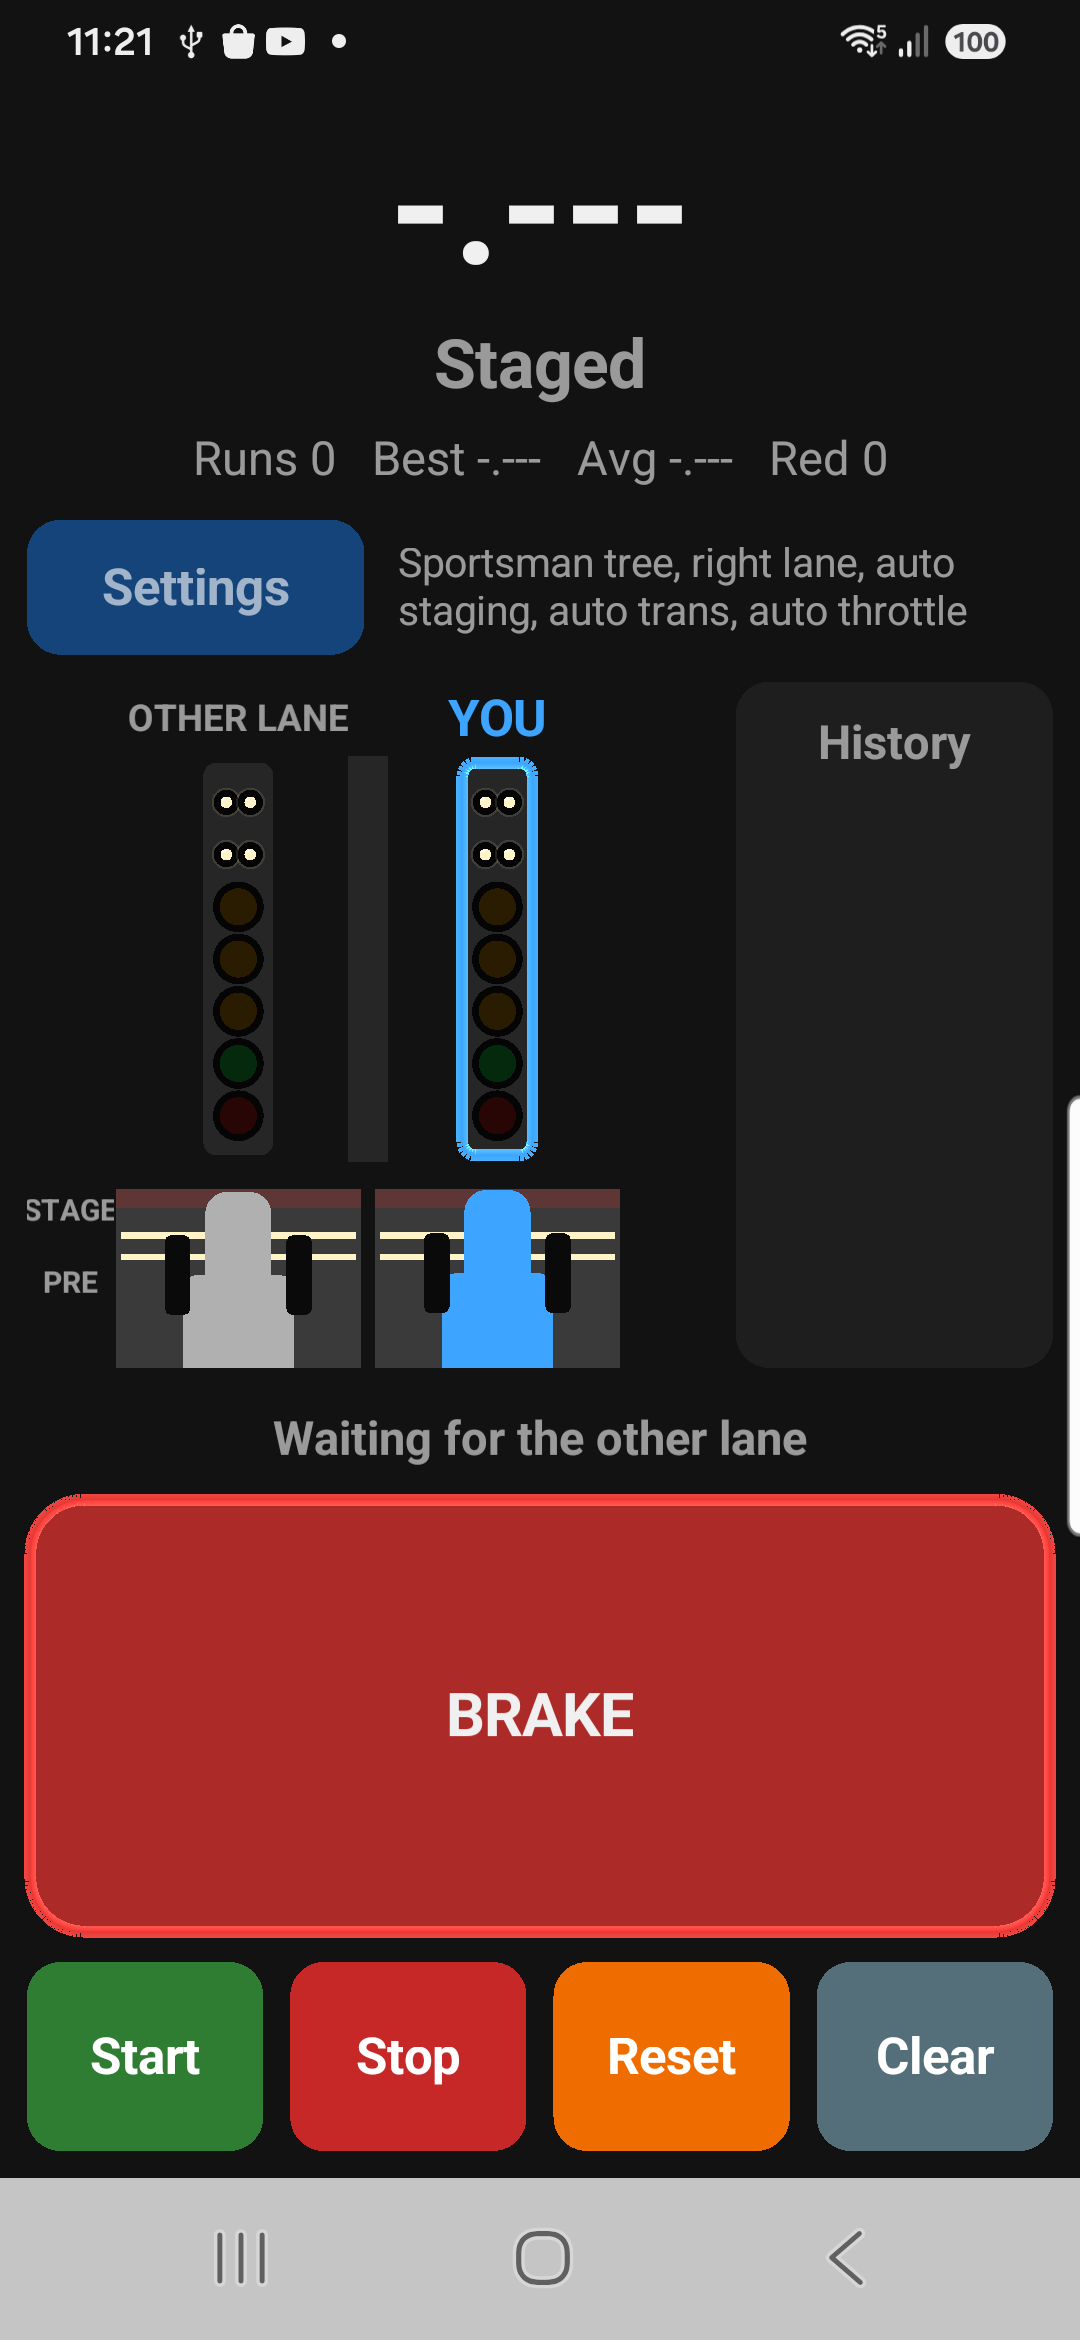 11:21
5
100
-.---
Staged
Runs 0 Best -.--- Avg -.--- Red 0
Settings
Sportsman tree, right lane, auto
staging, auto trans, auto throttle
OTHER LANE
YOU
History
STAGE
PRE
Waiting for the other lane
BRAKE
Start
Stop
Reset
Clear